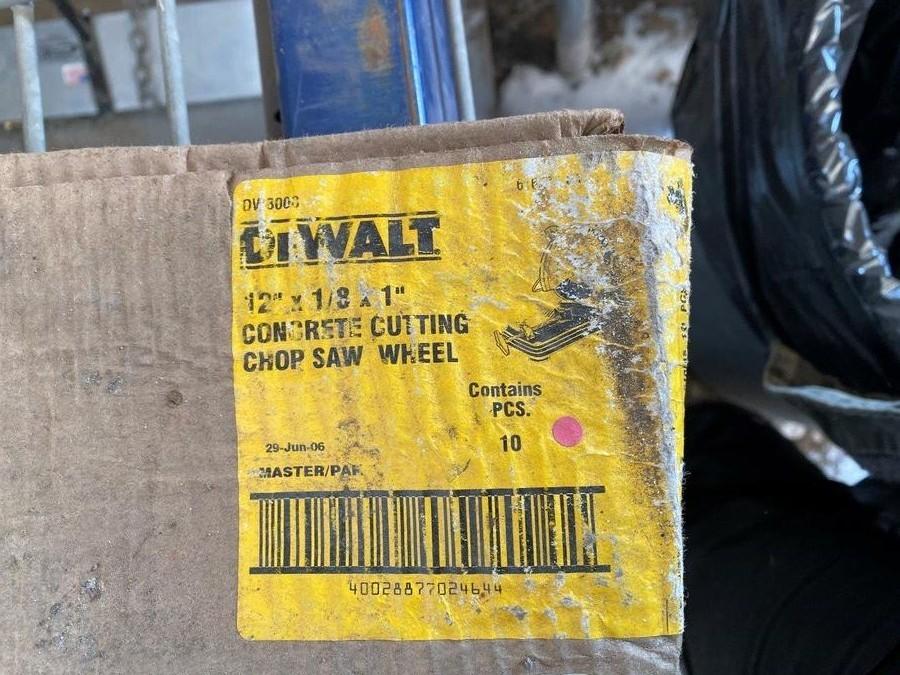 DEWALT
12" x 1/8 x 1"
CONCRETE CUTTING
CHOP SAW WHEEL
Contains
PCS.
10
29-Jun-06
MASTER/PAK
40028877024644